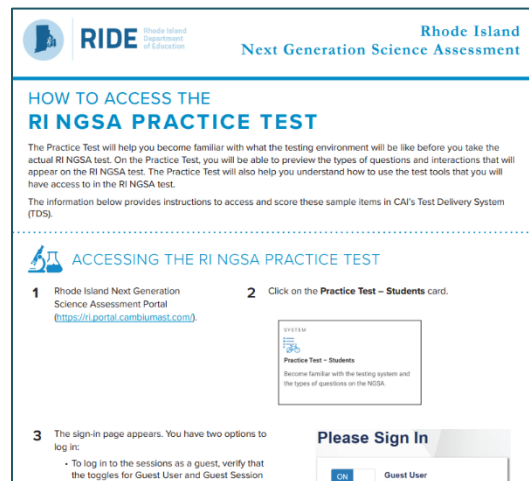 RIDE Rhode Island
Department
of Education
Rhode Island
Next Generation Science Assessment
HOW TO ACCESS THE
RI NGSA PRACTICE TEST
The Practice Test will help you become familiar with what the testing environment will be like before you take the
actual RI NGSA test. On the Practice Test, you will be able to preview the types of questions and interactions that will
appear on the RI NGSA test. The Practice Test will also help you understand how to use the test tools that you will
have access to in the RI NGSA test.
The information below provides instructions to access and score these sample items in CAI's Test Delivery System
(TDS).
ACCESSING THE RI NGSA PRACTICE TEST
1 Rhode Island Next Generation
Science Assessment Portal
(https://ri.portal.cambiumast.com/).
2 Click on the Practice Test – Students card.
SYSTEM
Practice Test – Students
Become familiar with the testing system and
the types of questions on the NGSA.
3 The sign-in page appears. You have two options to
log in:
• To log in to the sessions as a guest, verify that
the toggles for Guest User and Guest Session
Please Sign In
ON Guest User